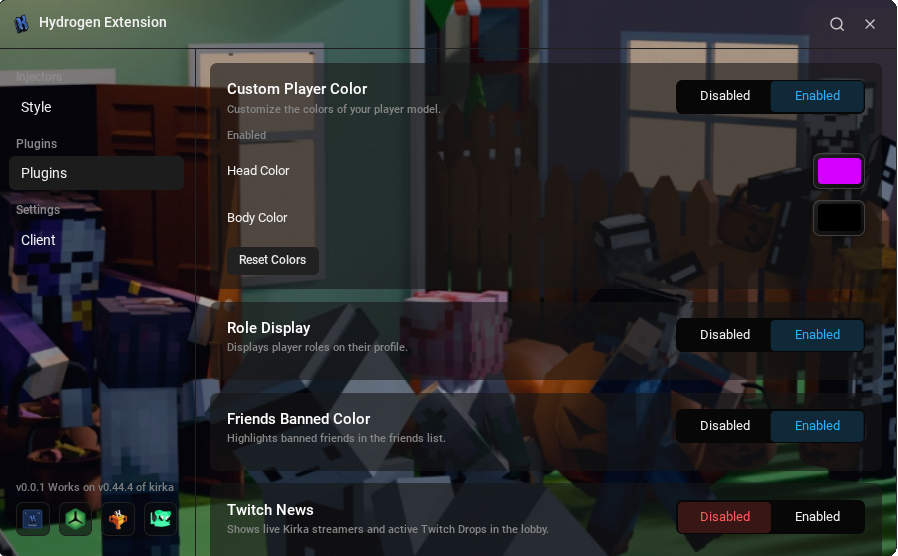 Hydrogen Extension
Injectors
Style
Plugins
Plugins
Settings
Client
v0.0.1 Works on v0.44.4 of kirka
Custom Player Color
Customize the colors of your player model.
Disabled Enabled
Enabled
Head Color
Body Color
Reset Colors
Role Display
Displays player roles on their profile.
Disabled Enabled
Friends Banned Color
Highlights banned friends in the friends list.
Disabled Enabled
Twitch News
Shows live Kirka streamers and active Twitch Drops in the lobby.
Disabled Enabled